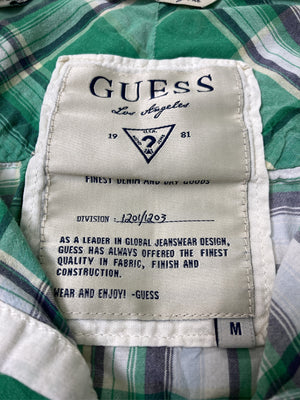 GUESS
Los Angeles
19 81
U.S.A.
?
FINEST DENIM AND DRY GOODS
DIVISION : 1201/1203
AS A LEADER IN GLOBAL JEANSWEAR DESIGN,
GUESS HAS ALWAYS OFFERED THE FINEST
QUALITY IN FABRIC, FINISH AND
CONSTRUCTION.
WEAR AND ENJOY! -GUESS
M